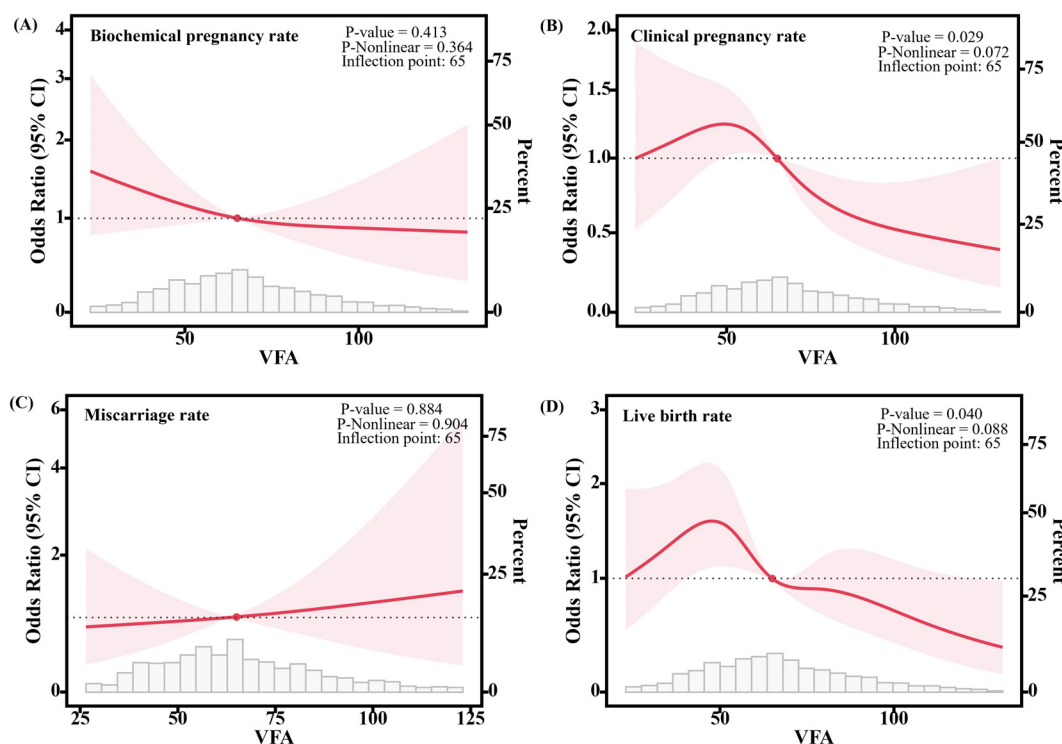 (A)
Biochemical pregnancy rate
P-value = 0.413
P-Nonlinear = 0.364
Inflection point: 65
Odds Ratio (95% CI)
4
3
2
1
0
75
50
25
0
Percent
50
100
VFA
(B)
Clinical pregnancy rate
P-value = 0.029
P-Nonlinear = 0.072
Inflection point: 65
Odds Ratio (95% CI)
2.0
1.5
1.0
0.5
0.0
75
50
25
0
Percent
50
100
VFA
(C)
Miscarriage rate
P-value = 0.884
P-Nonlinear = 0.904
Inflection point: 65
Odds Ratio (95% CI)
6
4
2
0
75
50
25
0
Percent
25
50
75
100
125
VFA
(D)
Live birth rate
P-value = 0.040
P-Nonlinear = 0.088
Inflection point: 65
Odds Ratio (95% CI)
3
2
1
0
75
50
25
0
Percent
50
100
VFA